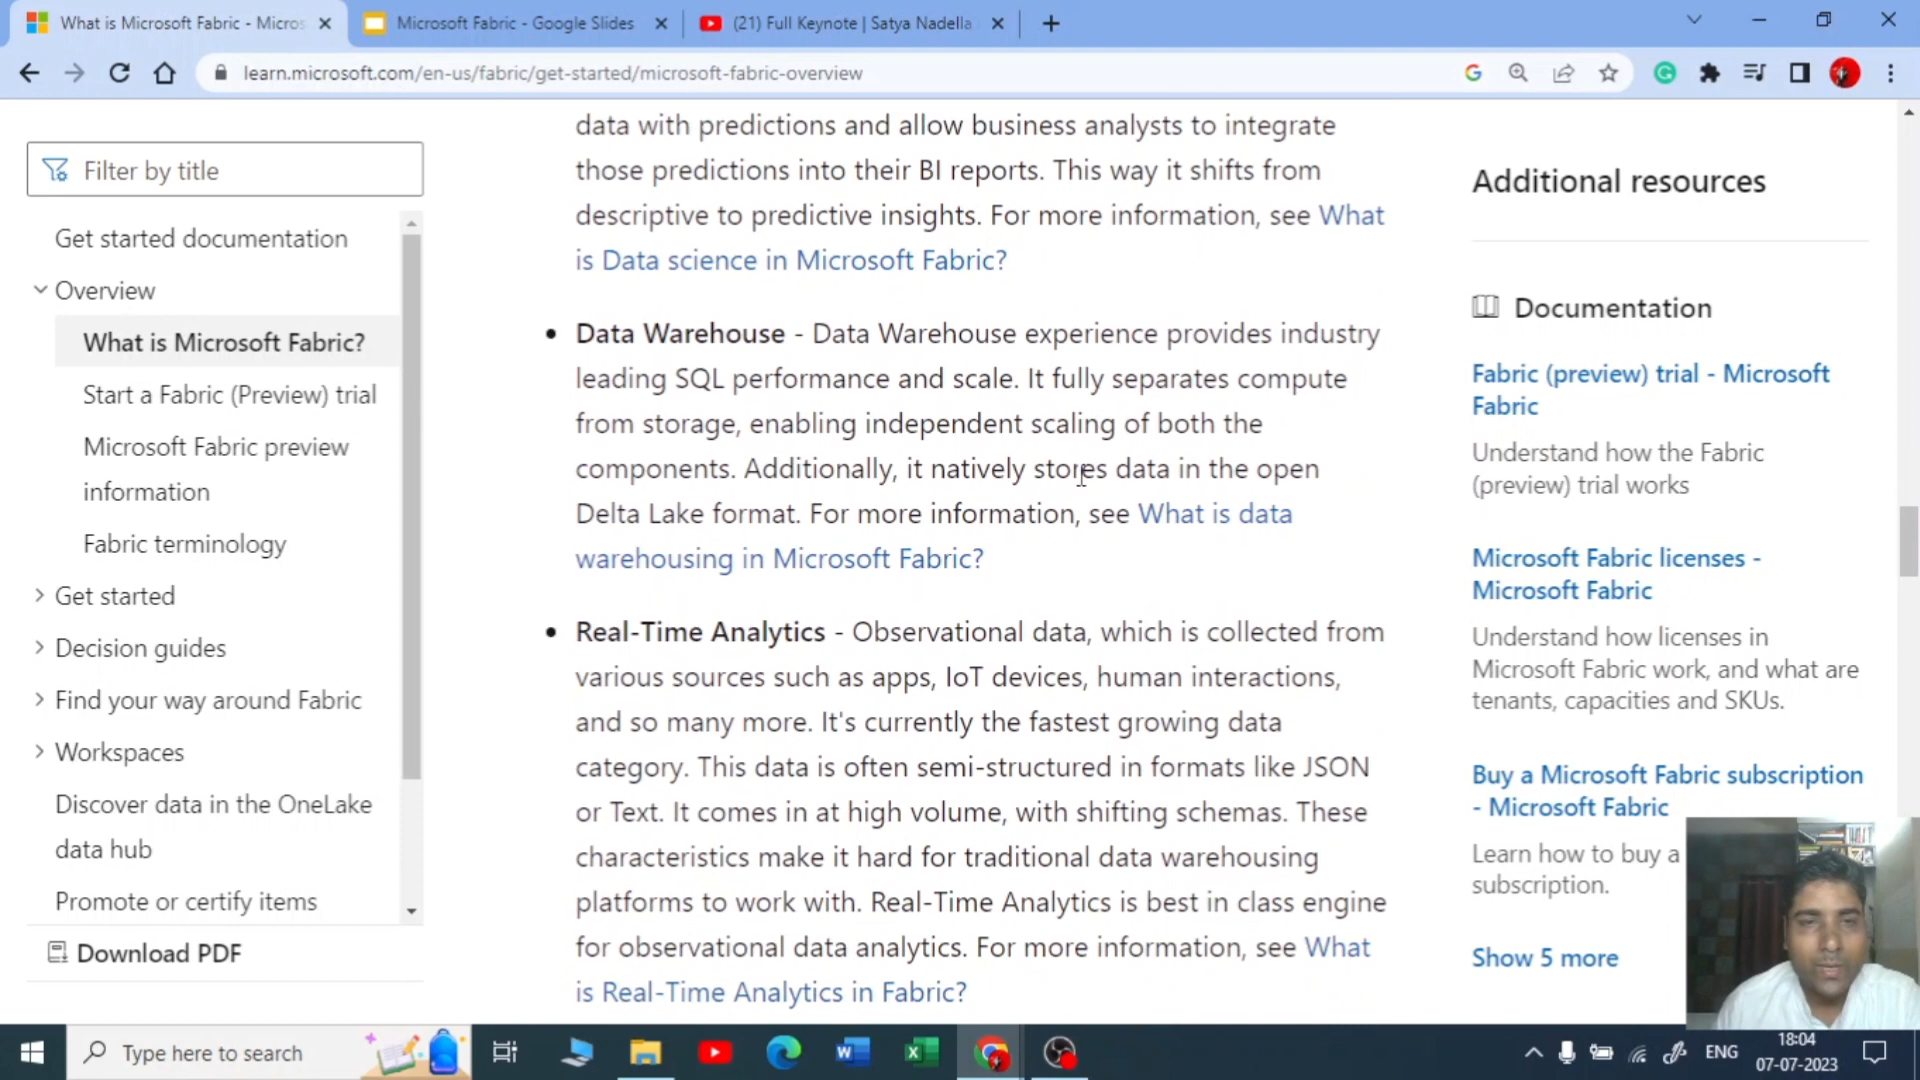 What is Microsoft Fabric - Micros
Microsoft Fabric - Google Slides
(21) Full Keynote | Satya Nadella
learn.microsoft.com/en-us/fabric/get-started/microsoft-fabric-overview
Filter by title
Get started documentation
Overview
What is Microsoft Fabric?
Start a Fabric (Preview) trial
Microsoft Fabric preview
information
Fabric terminology
Get started
Decision guides
Find your way around Fabric
Workspaces
Discover data in the OneLake
data hub
Promote or certify items
Download PDF
data with predictions and allow business analysts to integrate
those predictions into their BI reports. This way it shifts from
descriptive to predictive insights. For more information, see What
is Data science in Microsoft Fabric?
• Data Warehouse - Data Warehouse experience provides industry
leading SQL performance and scale. It fully separates compute
from storage, enabling independent scaling of both the
components. Additionally, it natively stores data in the open
Delta Lake format. For more information, see What is data
warehousing in Microsoft Fabric?
• Real-Time Analytics - Observational data, which is collected from
various sources such as apps, IoT devices, human interactions,
and so many more. It's currently the fastest growing data
category. This data is often semi-structured in formats like JSON
or Text. It comes in at high volume, with shifting schemas. These
characteristics make it hard for traditional data warehousing
platforms to work with. Real-Time Analytics is best in class engine
for observational data analytics. For more information, see What
is Real-Time Analytics in Fabric?
Additional resources
Documentation
Fabric (preview) trial - Microsoft
Fabric
Understand how the Fabric
(preview) trial works
Microsoft Fabric licenses -
Microsoft Fabric
Understand how licenses in
Microsoft Fabric work, and what are
tenants, capacities and SKUs.
Buy a Microsoft Fabric subscription
- Microsoft Fabric
Learn how to buy a
subscription.
Show 5 more
Type here to search
ENG
18:04
07-07-2023